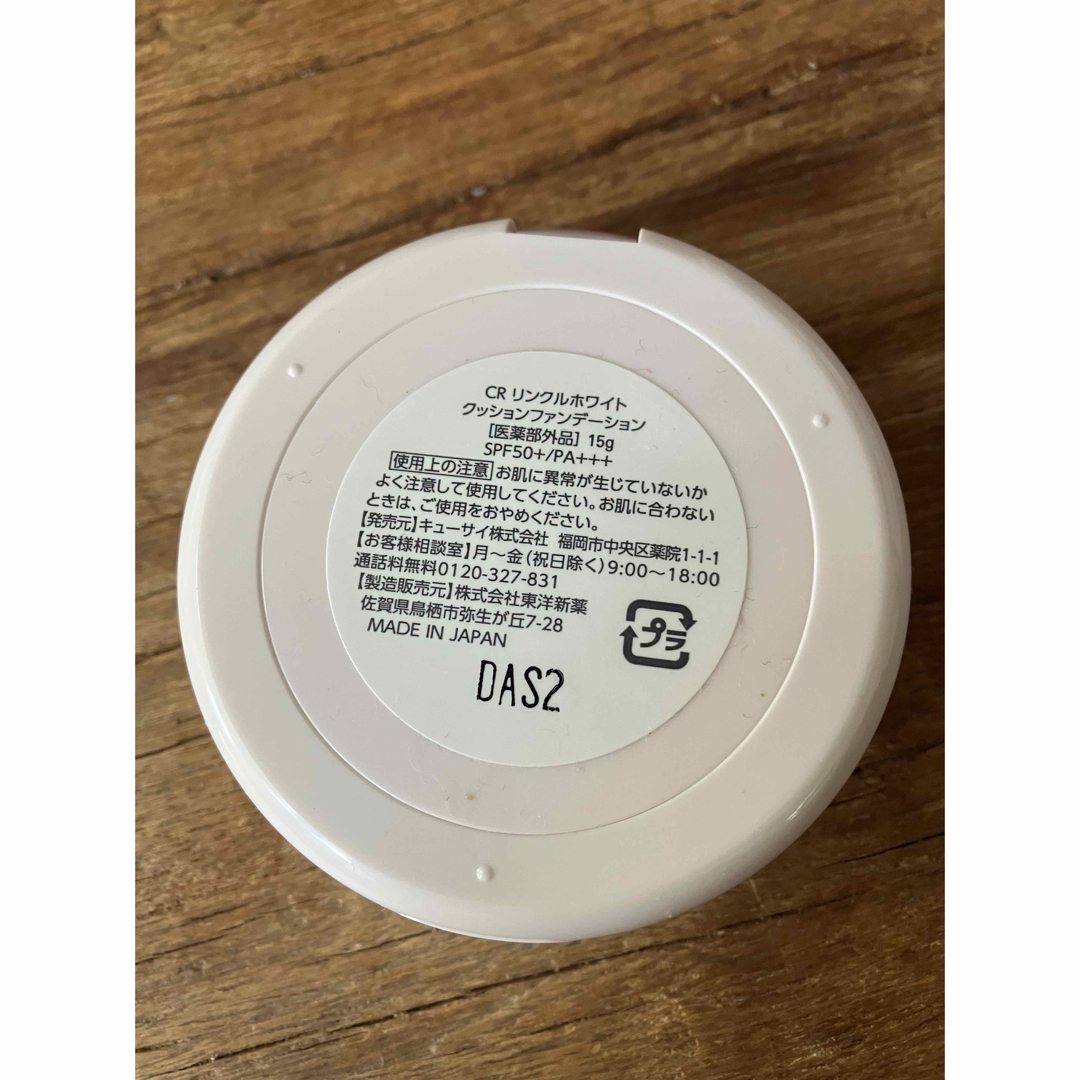 CR リンクルホワイト
クッションファンデーション
[医薬部外品] 15g
SPF50+/PA+++
使用上の注意 お肌に異常が生じていないか
よく注意して使用してください。お肌に合わない
ときは、ご使用をおやめください。
【発売元】キューサイ株式会社 福岡市中央区薬院1-1-1
【お客様相談室】月〜金(祝日除く)9:00〜18:00
通話料無料0120-327-831
【製造販売元】株式会社東洋新薬
佐賀県鳥栖市弥生が丘7-28
MADE IN JAPAN
プラ
DAS2